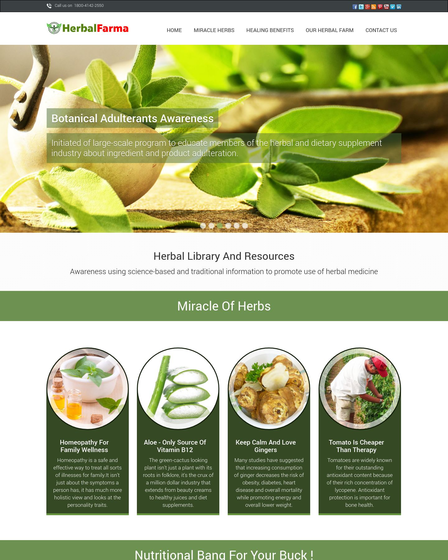 Call us on 1800-4142-2350
HerbalFarma
HOME MIRACLE HERBS HEALING BENEFITS OUR HERBAL FARM CONTACT US
Botanical Adulterants Awareness
Initiated of large-scale program to educate members of the herbal and dietary supplement
industry about ingredient and product adulteration.
Herbal Library And Resources
Awareness using science-based and traditional information to promote use of herbal medicine
Miracle Of Herbs
Homeopathy For
Family Wellness
Homeopathy is a safe and
effective way to treat all sorts
of illnesses for family.It isn't
just about the symptoms a
person has, it has much more
holistic view and looks at
the personality traits.
Aloe - Only Source Of
Vitamin B12
The green-cactus looking
plant isn't just a plant with its
roots in folklore, it's the crux of
a million dollar industry that
extends from beauty creams
to healthy juices and diet
supplements.
Keep Calm And Love
Gingers
Many studies have suggested
that increasing consumption
of ginger decreases the risk of
obesity, diabetes, heart
disease and overall mortality
while promoting energy and
overall lower weight.
Tomato Is Cheaper
Than Therapy
Tomatoes are widely known
for their outstanding
antioxidant content because
of their rich concentration of
lycopene. Antioxidant
protection is important for
bone health.
Nutritional Bang For Your Buck !